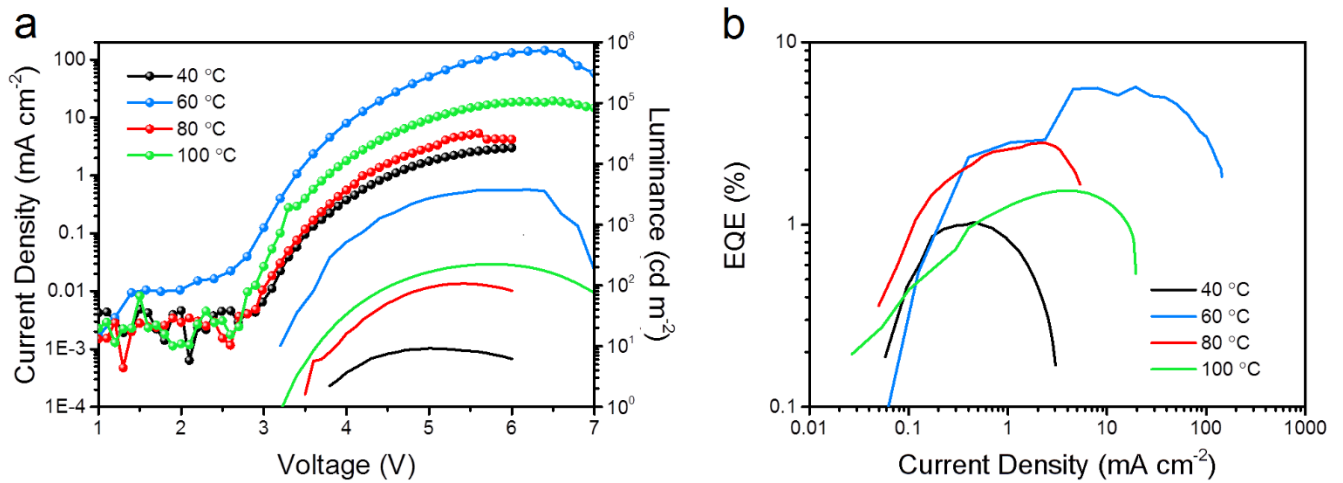 a
Current Density (mA cm-2)
100
10
1
0.1
0.01
1E-3
1E-4
40 °C
60 °C
80 °C
100 °C
1 2 3 4 5 6 7
Voltage (V)
10^6
10^5
10^4
10^3
10^2
10^1
10^0
Luminance (cd m-2)
b
EQE (%)
10
1
0.1
40 °C
60 °C
80 °C
100 °C
0.01 0.1 1 10 100 1000
Current Density (mA cm-2)